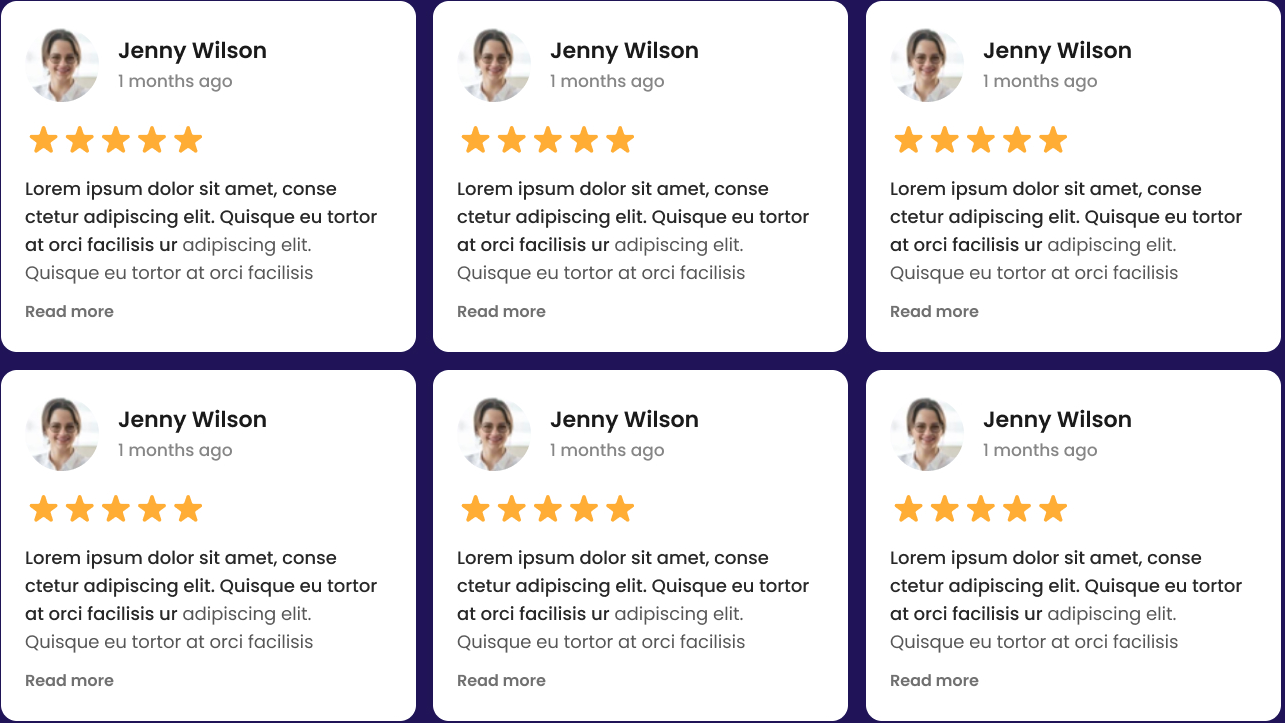 Jenny Wilson
1 months ago
Lorem ipsum dolor sit amet, conse
ctetur adipiscing elit. Quisque eu tortor
at orci facilisis ur adipiscing elit.
Quisque eu tortor at orci facilisis
Read more
Jenny Wilson
1 months ago
Lorem ipsum dolor sit amet, conse
ctetur adipiscing elit. Quisque eu tortor
at orci facilisis ur adipiscing elit.
Quisque eu tortor at orci facilisis
Read more
Jenny Wilson
1 months ago
Lorem ipsum dolor sit amet, conse
ctetur adipiscing elit. Quisque eu tortor
at orci facilisis ur adipiscing elit.
Quisque eu tortor at orci facilisis
Read more
Jenny Wilson
1 months ago
Lorem ipsum dolor sit amet, conse
ctetur adipiscing elit. Quisque eu tortor
at orci facilisis ur adipiscing elit.
Quisque eu tortor at orci facilisis
Read more
Jenny Wilson
1 months ago
Lorem ipsum dolor sit amet, conse
ctetur adipiscing elit. Quisque eu tortor
at orci facilisis ur adipiscing elit.
Quisque eu tortor at orci facilisis
Read more
Jenny Wilson
1 months ago
Lorem ipsum dolor sit amet, conse
ctetur adipiscing elit. Quisque eu tortor
at orci facilisis ur adipiscing elit.
Quisque eu tortor at orci facilisis
Read more